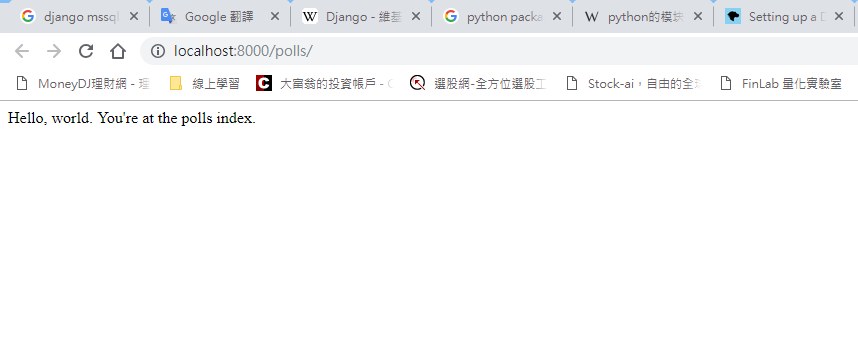 django mssql Google 翻譯 Django - 維基 python packa python的模块 Setting up a D
localhost:8000/polls/
MoneyDJ理財網 - 理 線上學習 大富翁的投資帳戶 - C 選股網-全方位選股工 Stock-ai，自由的全球 FinLab 量化實驗室
Hello, world. You're at the polls index.